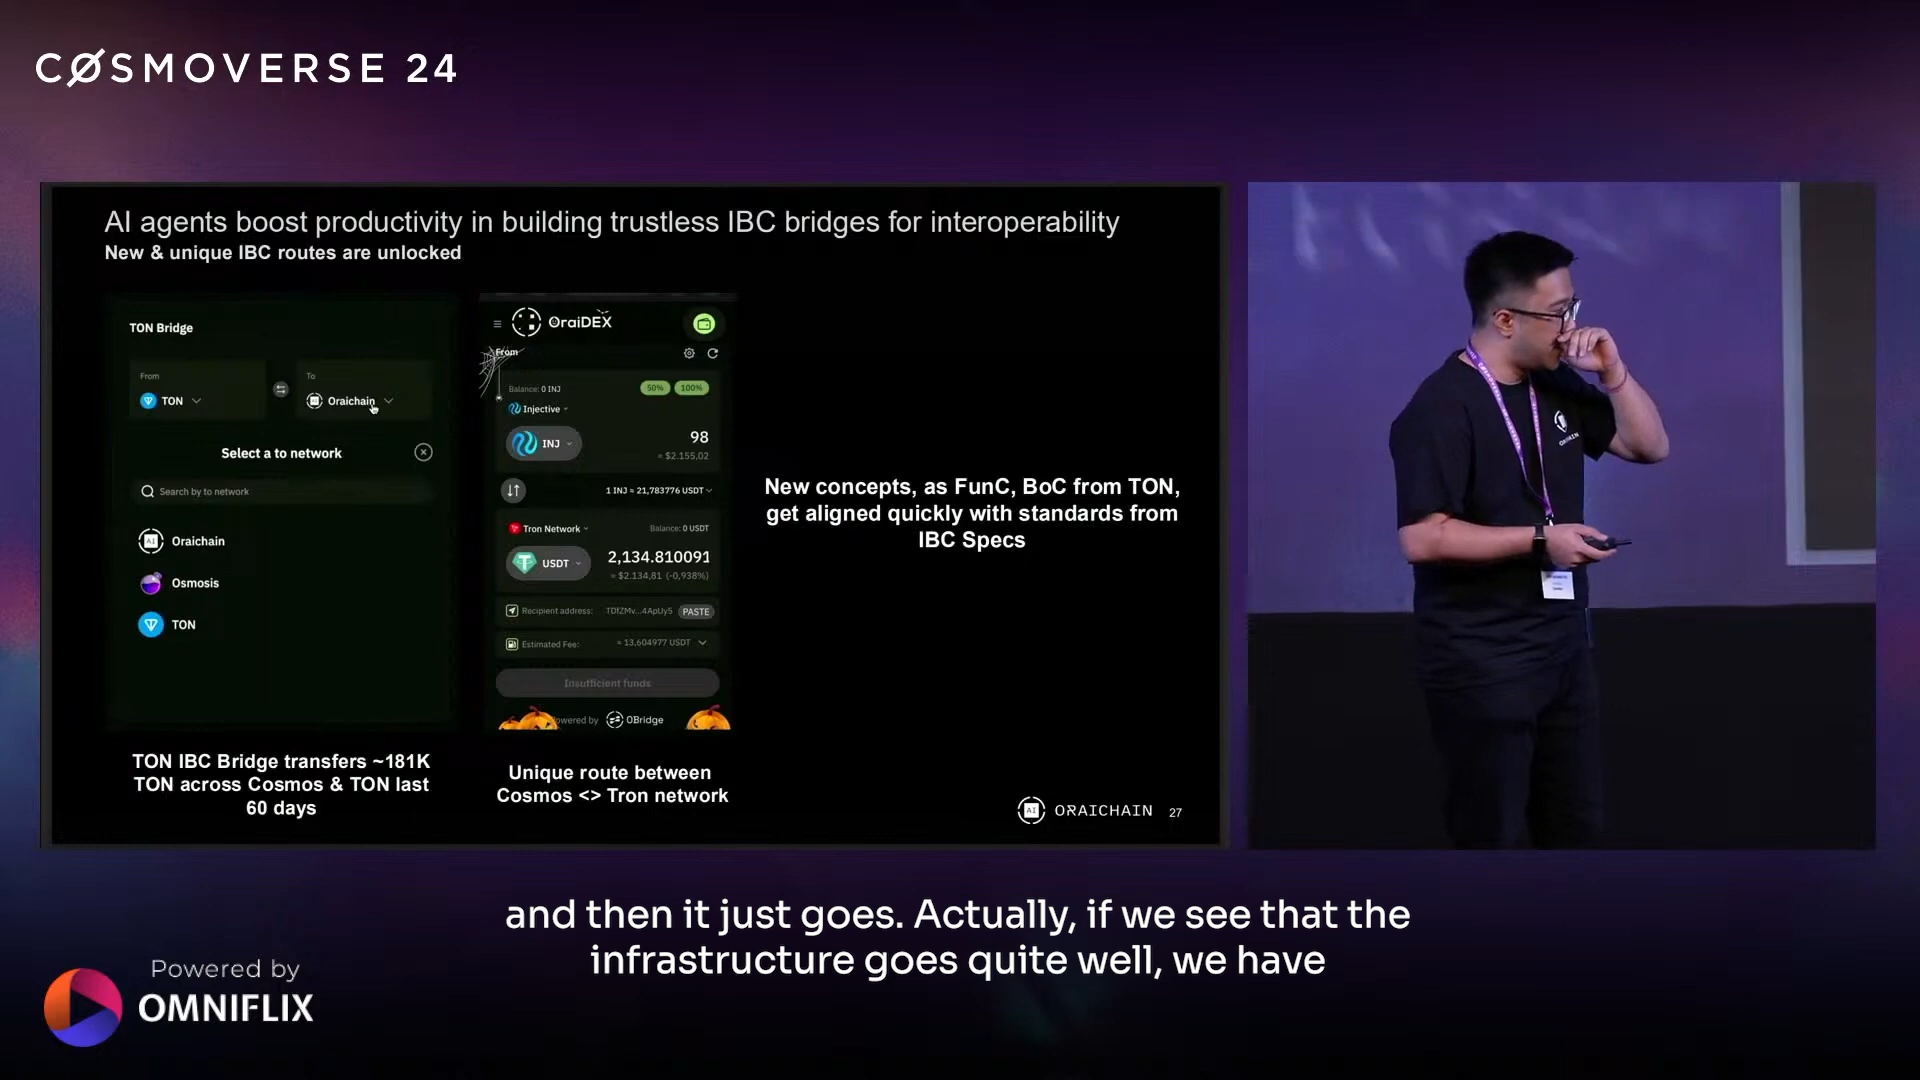 CØSMOVERSE 24
AI agents boost productivity in building trustless IBC bridges for interoperability
New & unique IBC routes are unlocked
TON Bridge
From
TON
To
Oraichain
Select a to network
Search by to network
Oraichain
Osmosis
TON
TON IBC Bridge transfers ~181K
TON across Cosmos & TON last
60 days
OraiDEX
From
Balance: 0 INJ
50%
100%
Injective
INJ
98
≈ $2.155,02
1 INJ ≈ 21,783776 USDT
Tron Network
Balance: 0 USDT
USDT
2,134.810091
≈ $2.134,81 (-0,938%)
Recipient address:
TDfZMv...4ApUy5
PASTE
Estimated Fee:
≈ 13,604977 USDT
Insufficient funds
owered by
OBridge
Unique route between
Cosmos <> Tron network
New concepts, as FunC, BoC from TON,
get aligned quickly with standards from
IBC Specs
AI
ORAICHAIN
27
and then it just goes. Actually, if we see that the
infrastructure goes quite well, we have
Powered by
OMNIFLIX